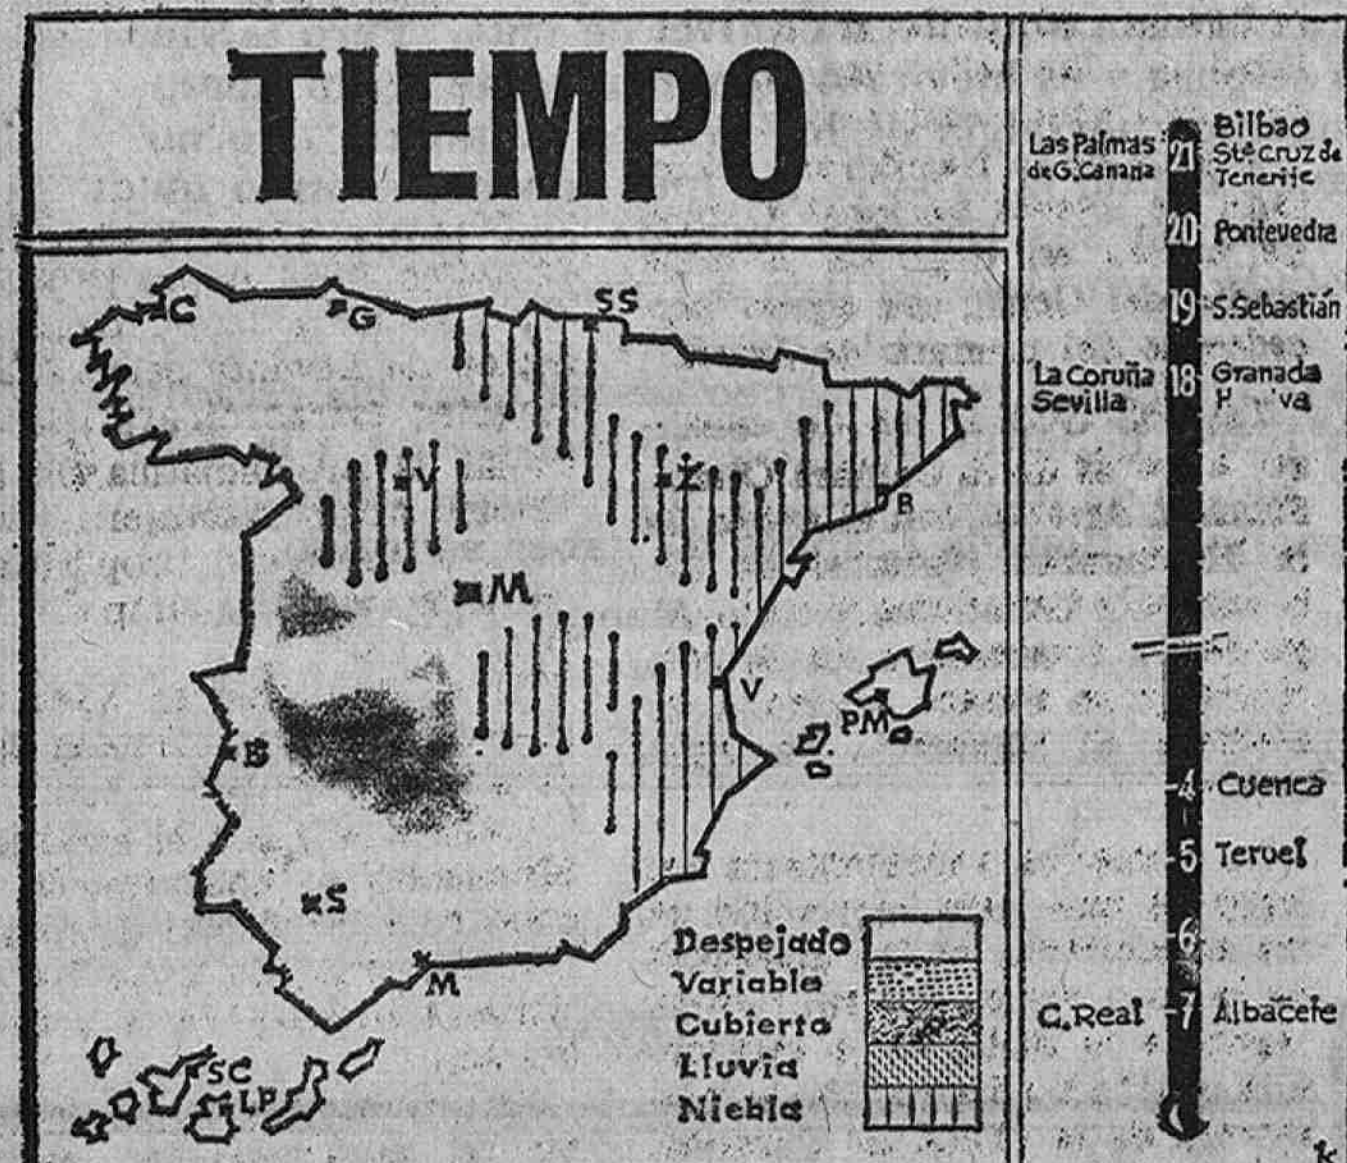 TIEMPO
C
G
SS
V
Z
B
M
V
PM
B
S
M
SC
LP
Despejado
Variable
Cubierto
Lluvia
Niebla
Las Palmas
de G. Canaria
21
Bilbao
Sta Cruz de
Tenerife
20 Pontevedra
19 S. Sebastián
La Coruña 18 Granada
Sevilla
-4 Cuenca
-5 Teruel
-6
C. Real -7 Albacete
k